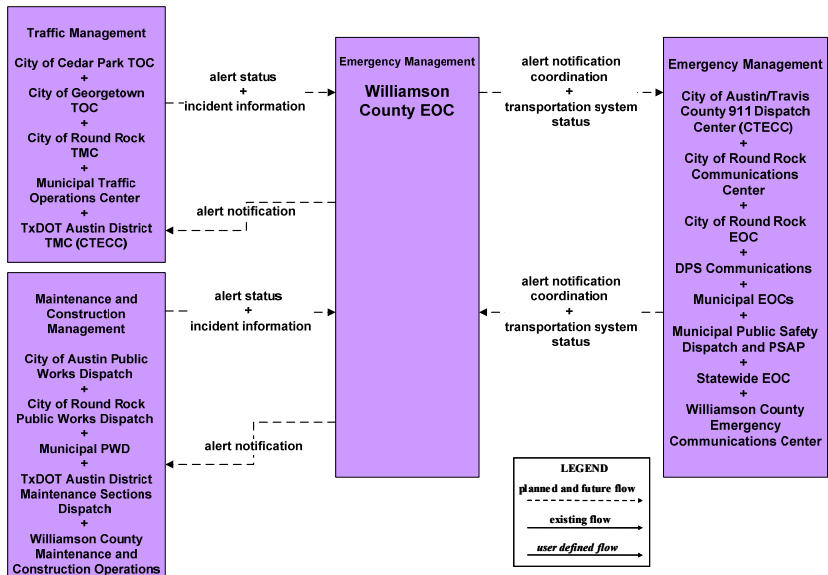 Traffic Management
City of Cedar Park TOC
+
City of Georgetown
TOC
+
City of Round Rock
TMC
+
Municipal Traffic
Operations Center
+
TxDOT Austin District
TMC (CTECC)
alert status
+
incident information
alert notification
Maintenance and
Construction
Management
City of Austin Public
Works Dispatch
+
City of Round Rock
Public Works Dispatch
+
Municipal PWD
+
TxDOT Austin District
Maintenance Sections
Dispatch
+
Williamson County
Maintenance and
Construction Operations
alert status
+
incident information
alert notification
Emergency Management
Williamson
County EOC
alert notification
coordination
+
transportation system
status
alert notification
coordination
+
transportation system
status
Emergency Management
City of Austin/Travis
County 911 Dispatch
Center (CTECC)
+
City of Round Rock
Communications
Center
+
City of Round Rock
EOC
+
DPS Communications
+
Municipal EOCs
+
Municipal Public Safety
Dispatch and PSAP
+
Statewide EOC
+
Williamson County
Emergency
Communications Center
LEGEND
planned and future flow
existing flow
user defined flow